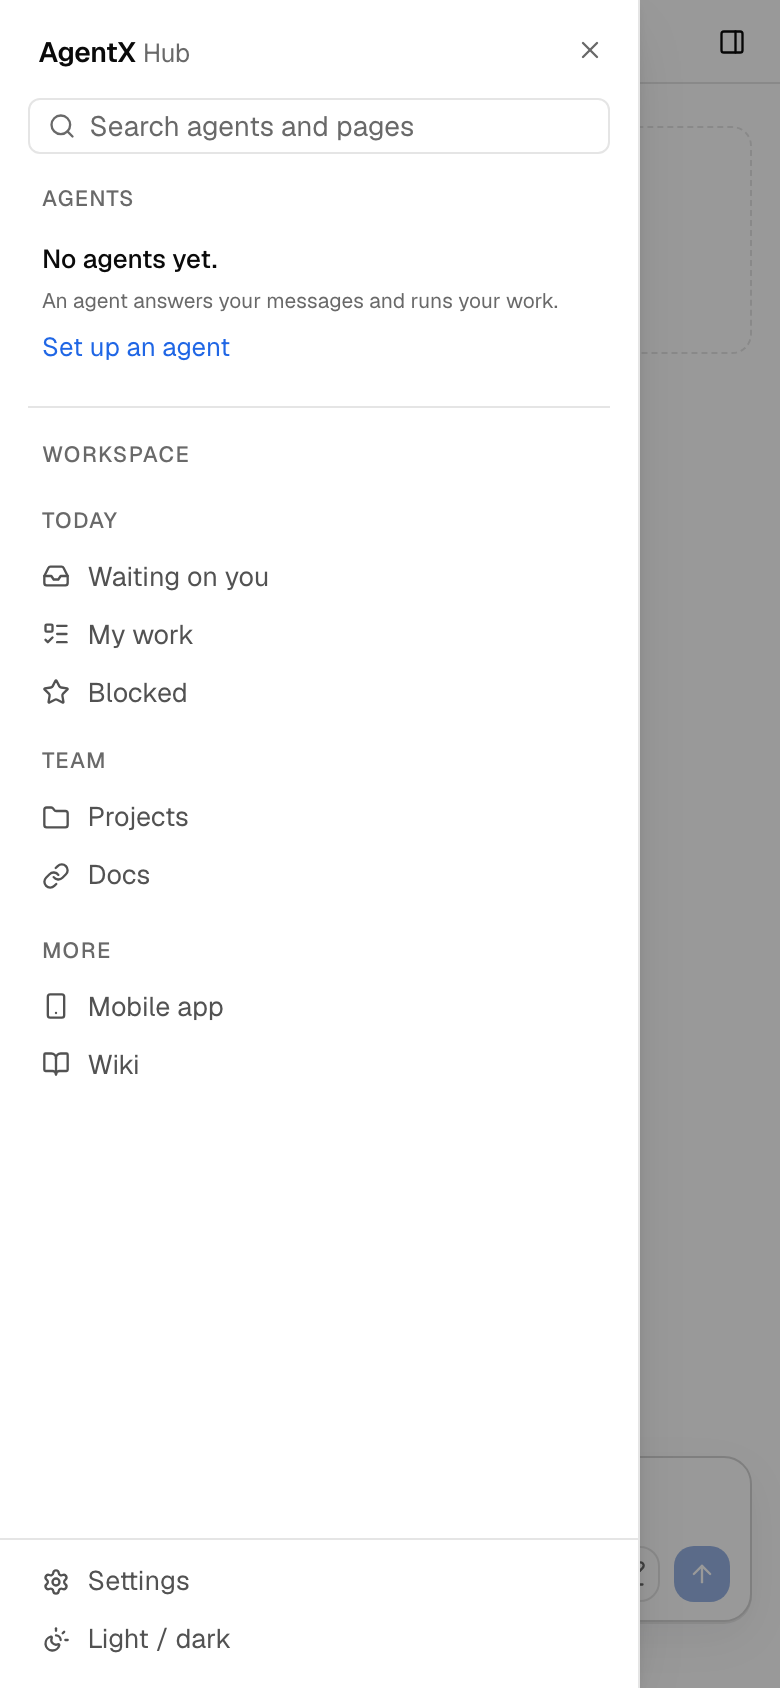 AgentX Hub
Search agents and pages
AGENTS
No agents yet.
An agent answers your messages and runs your work.
Set up an agent
WORKSPACE
TODAY
Waiting on you
My work
Blocked
TEAM
Projects
Docs
MORE
Mobile app
Wiki
Settings
Light / dark